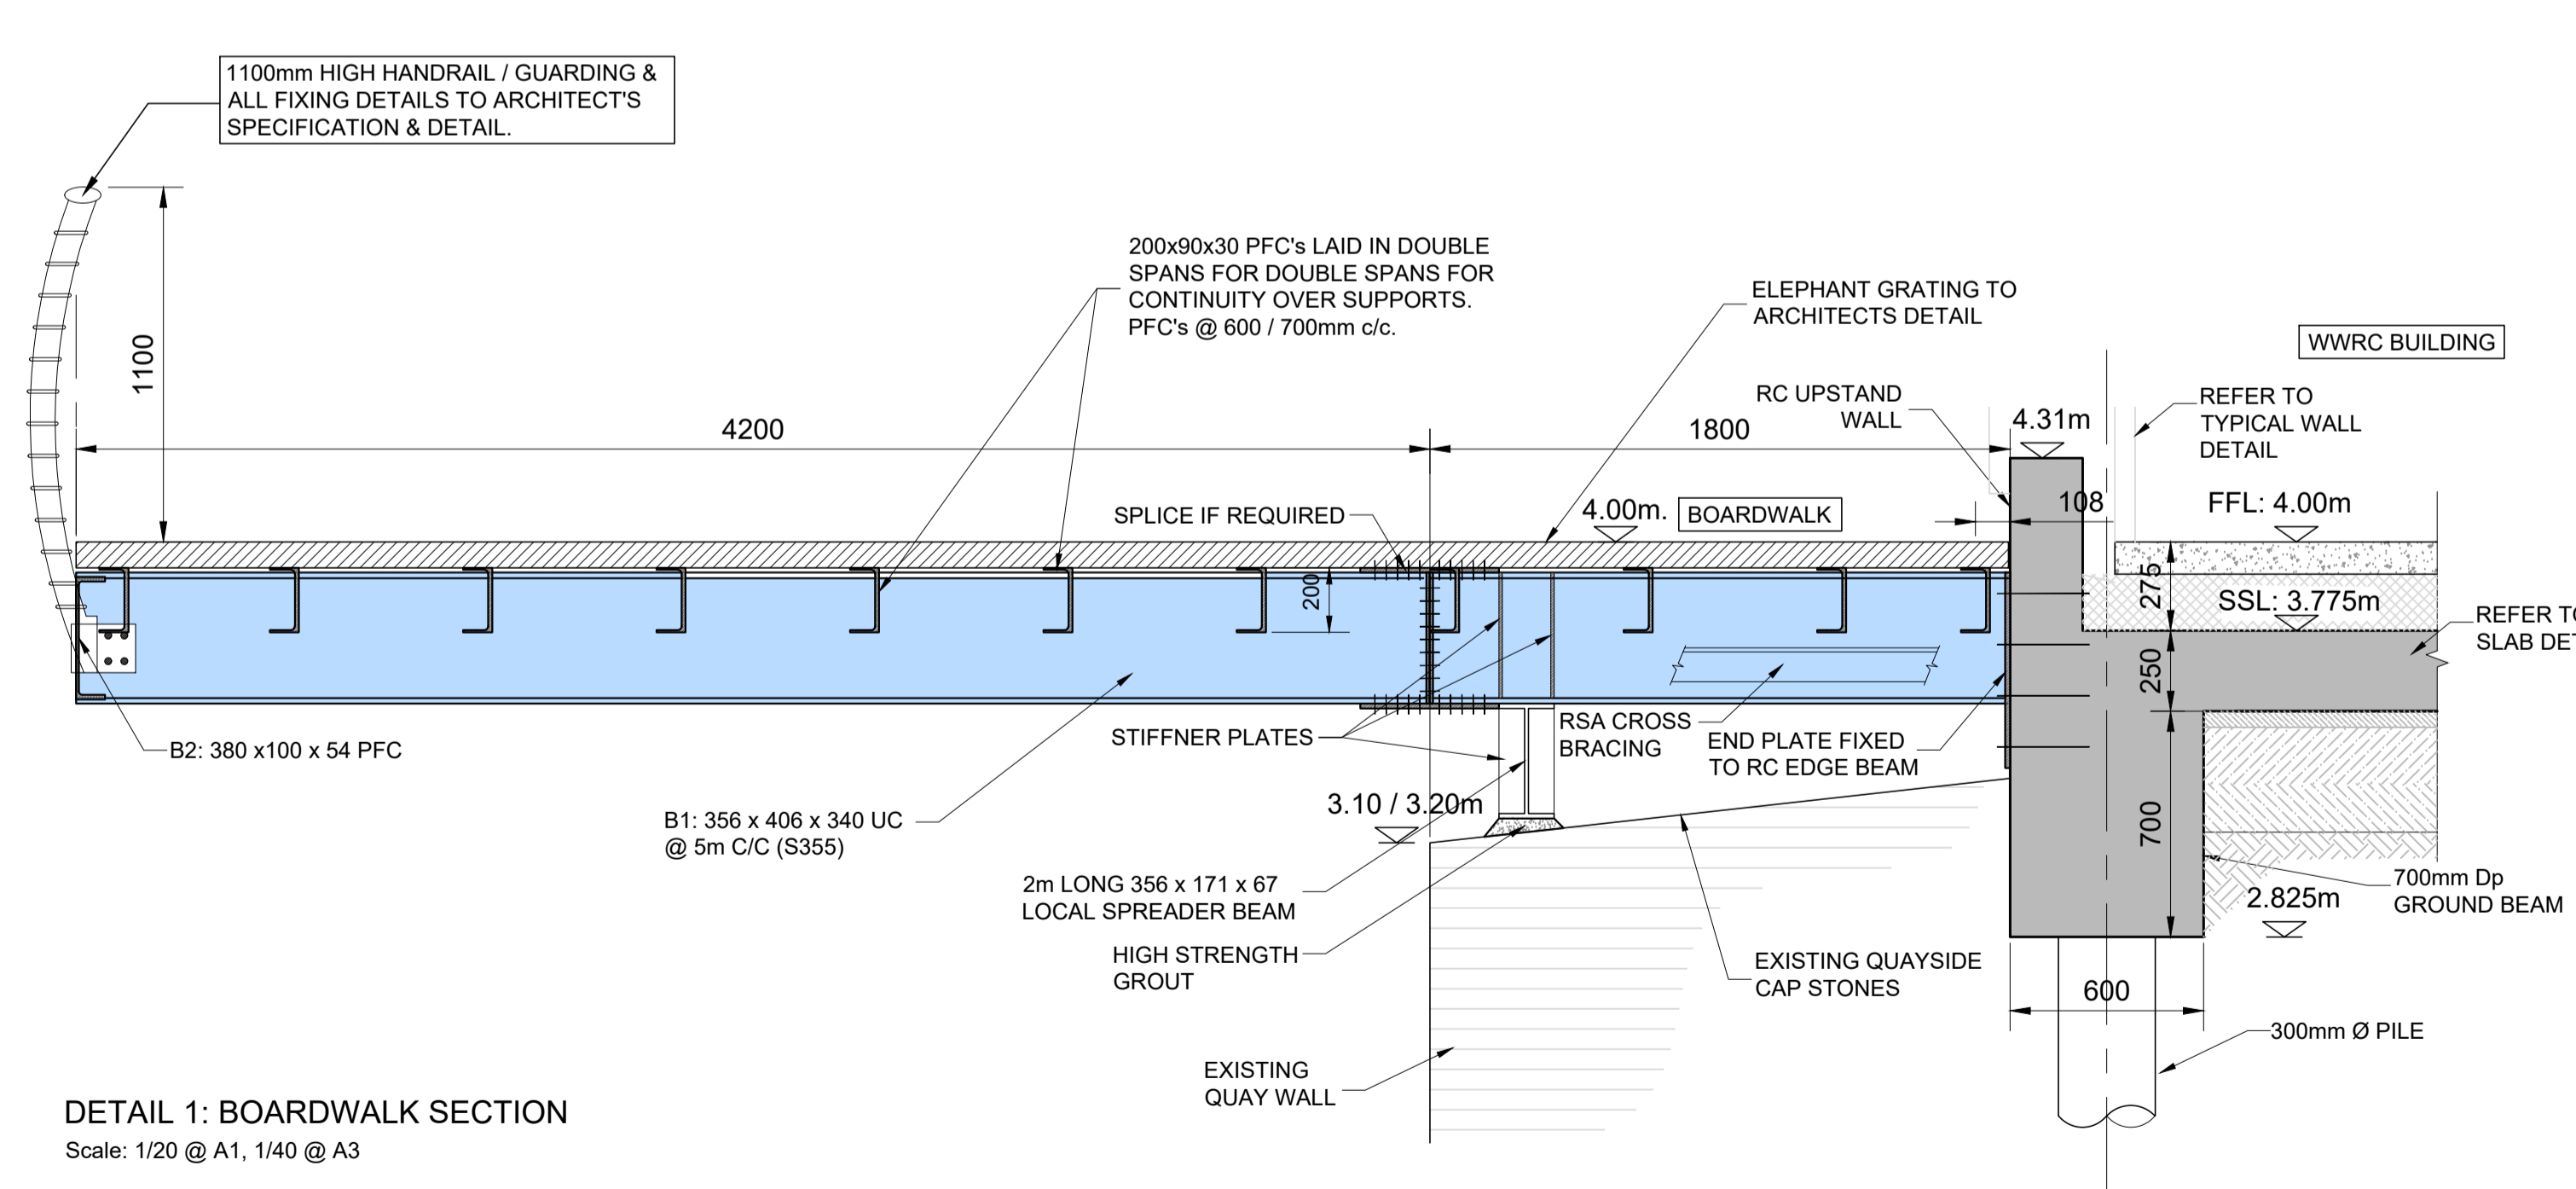 1100mm HIGH HANDRAIL / GUARDING &
ALL FIXING DETAILS TO ARCHITECT'S
SPECIFICATION & DETAIL.
200x90x30 PFC's LAID IN DOUBLE
SPANS FOR DOUBLE SPANS FOR
CONTINUITY OVER SUPPORTS.
PFC's @ 600 / 700mm c/c.
ELEPHANT GRATING TO
ARCHITECTS DETAIL
WWRC BUILDING
1100
RC UPSTAND
WALL
REFER TO
TYPICAL WALL
DETAIL
4200
1800
4.31m
108
FFL: 4.00m
SPLICE IF REQUIRED
4.00m.
BOARDWALK
200
275
SSL: 3.775m
REFER TO
SLAB DET
250
B2: 380 x100 x 54 PFC
STIFFNER PLATES
RSA CROSS
BRACING
END PLATE FIXED
TO RC EDGE BEAM
B1: 356 x 406 x 340 UC
@ 5m C/C (S355)
3.10 / 3.20m
700
2m LONG 356 x 171 x 67
LOCAL SPREADER BEAM
700mm Dp
GROUND BEAM
2.825m
HIGH STRENGTH
GROUT
EXISTING QUAYSIDE
CAP STONES
600
300mm Ø PILE
EXISTING
QUAY WALL
DETAIL 1: BOARDWALK SECTION
Scale: 1/20 @ A1, 1/40 @ A3